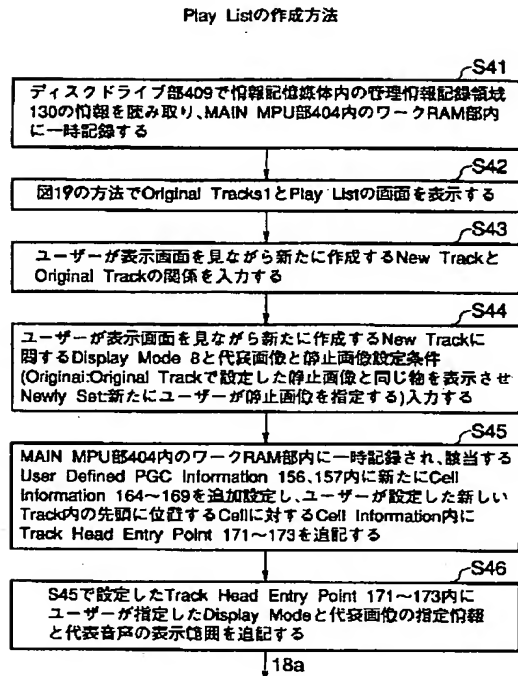 Play Listの作成方法
S41
ディスクドライブ部409で情報記憶媒体内の管理情報記録領域
130の情報を読み取り、MAIN MPU部404内のワークRAM部内
に一時記録する
S42
図19の方法でOriginal Tracks1とPlay Listの画面を表示する
S43
ユーザーが表示画面を見ながら新たに作成するNew Trackと
Original Trackの関係を入力する
S44
ユーザーが表示画面を見ながら新たに作成するNew Trackに
関するDisplay Mode 8と代表画像と静止画像設定条件
(Original:Original Trackで設定した静止画像と同じ物を表示させ
Newly Set:新たにユーザーが静止画像を指定する)入力する
S45
MAIN MPU部404内のワークRAM部内に一時記録され、該当する
User Defined PGC Information 156、157内に新たにCell
Information 164〜169を追加設定し、ユーザーが設定した新しい
Track内の先頭に位置するCellに対するCell Information内に
Track Head Entry Point 171〜173を追記する
S46
S45で設定したTrack Head Entry Point 171〜173内に
ユーザーが指定したDisplay Modeと代表画像の指定情報
と代表音声の表示範囲を追記する
18a